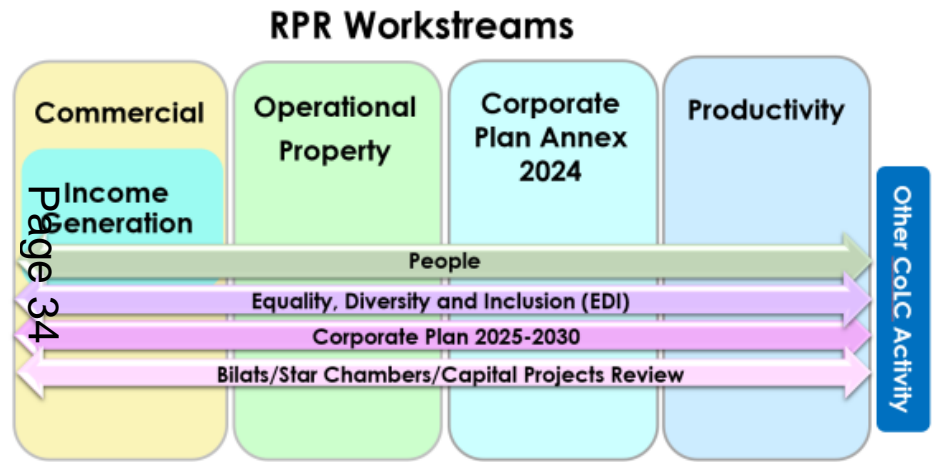 RPR Workstreams
Commercial
Income
Generation
Operational
Property
Corporate
Plan Annex
2024
Productivity
People
Equality, Diversity and Inclusion (EDI)
Corporate Plan 2025-2030
Bilats/Star Chambers/Capital Projects Review
Other CoLC Activity
Page 34